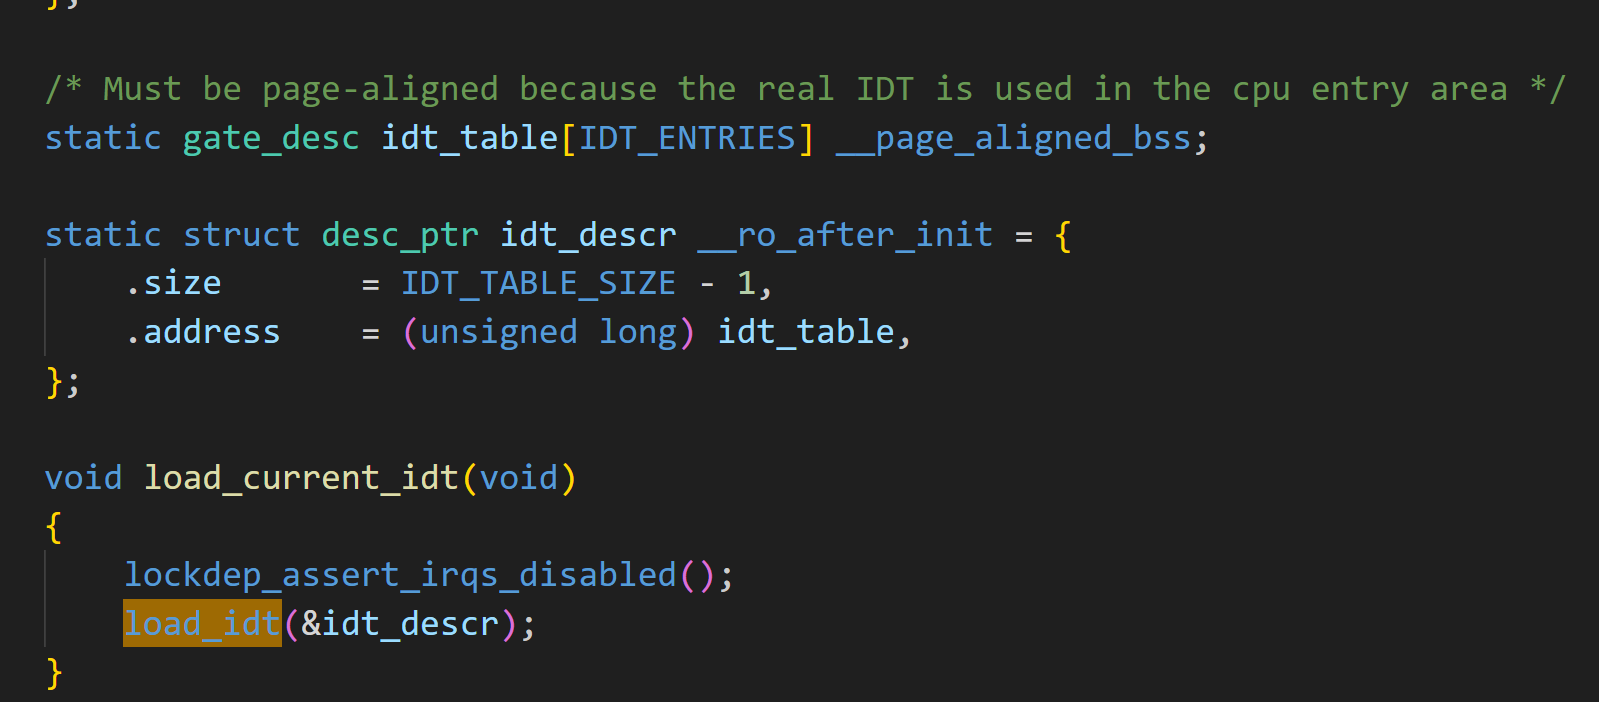 };
/* Must be page-aligned because the real IDT is used in the cpu entry area */
static gate_desc idt_table[IDT_ENTRIES] __page_aligned_bss;
static struct desc_ptr idt_descr __ro_after_init = {
    .size       = IDT_TABLE_SIZE - 1,
    .address    = (unsigned long) idt_table,
};
void load_current_idt(void)
{
    lockdep_assert_irqs_disabled();
    load_idt(&idt_descr);
}